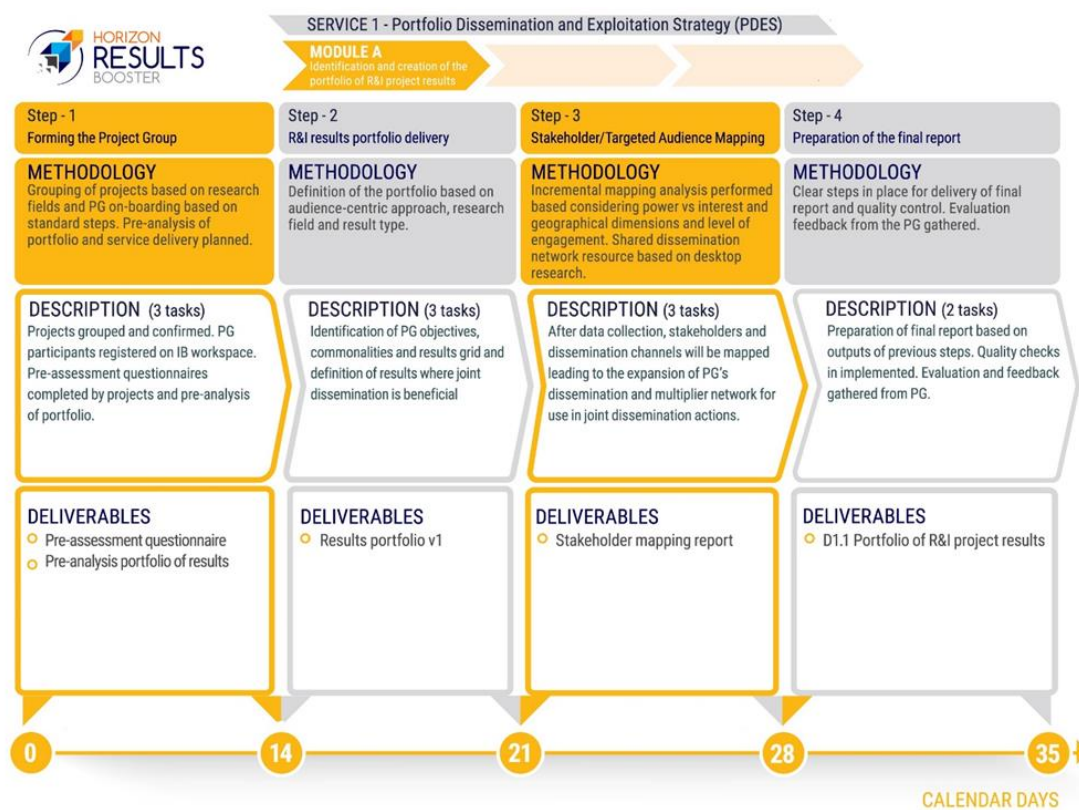 HORIZON
RESULTS
BOOSTER
SERVICE 1 - Portfolio Dissemination and Exploitation Strategy (PDES)
MODULE A
Identification and creation of the
portfolio of R&I project results
Step - 1
Forming the Project Group
METHODOLOGY
Grouping of projects based on research
fields and PG on-boarding based on
standard steps. Pre-analysis of
portfolio and service delivery planned.
DESCRIPTION (3 tasks)
Projects grouped and confirmed. PG
participants registered on IB workspace.
Pre-assessment questionnaires
completed by projects and pre-analysis
of portfolio.
DELIVERABLES
Pre-assessment questionnaire
Pre-analysis portfolio of results
Step - 2
R&I results portfolio delivery
METHODOLOGY
Definition of the portfolio based on
audience-centric approach, research
field and result type.
DESCRIPTION (3 tasks)
Identification of PG objectives,
commonalities and results grid and
definition of results where joint
dissemination is beneficial
DELIVERABLES
Results portfolio v1
Step - 3
Stakeholder/Targeted Audience Mapping
METHODOLOGY
Incremental mapping analysis performed
based considering power vs interest and
geographical dimensions and level of
engagement. Shared dissemination
network resource based on desktop
research.
DESCRIPTION (3 tasks)
After data collection, stakeholders and
dissemination channels will be mapped
leading to the expansion of PG's
dissemination and multiplier network for
use in joint dissemination actions.
DELIVERABLES
Stakeholder mapping report
Step - 4
Preparation of the final report
METHODOLOGY
Clear steps in place for delivery of final
report and quality control. Evaluation
feedback from the PG gathered.
DESCRIPTION (2 tasks)
Preparation of final report based on
outputs of previous steps. Quality checks
in implemented. Evaluation and feedback
gathered from PG.
DELIVERABLES
D1.1 Portfolio of R&I project results
0
14
21
28
35
CALENDAR DAYS